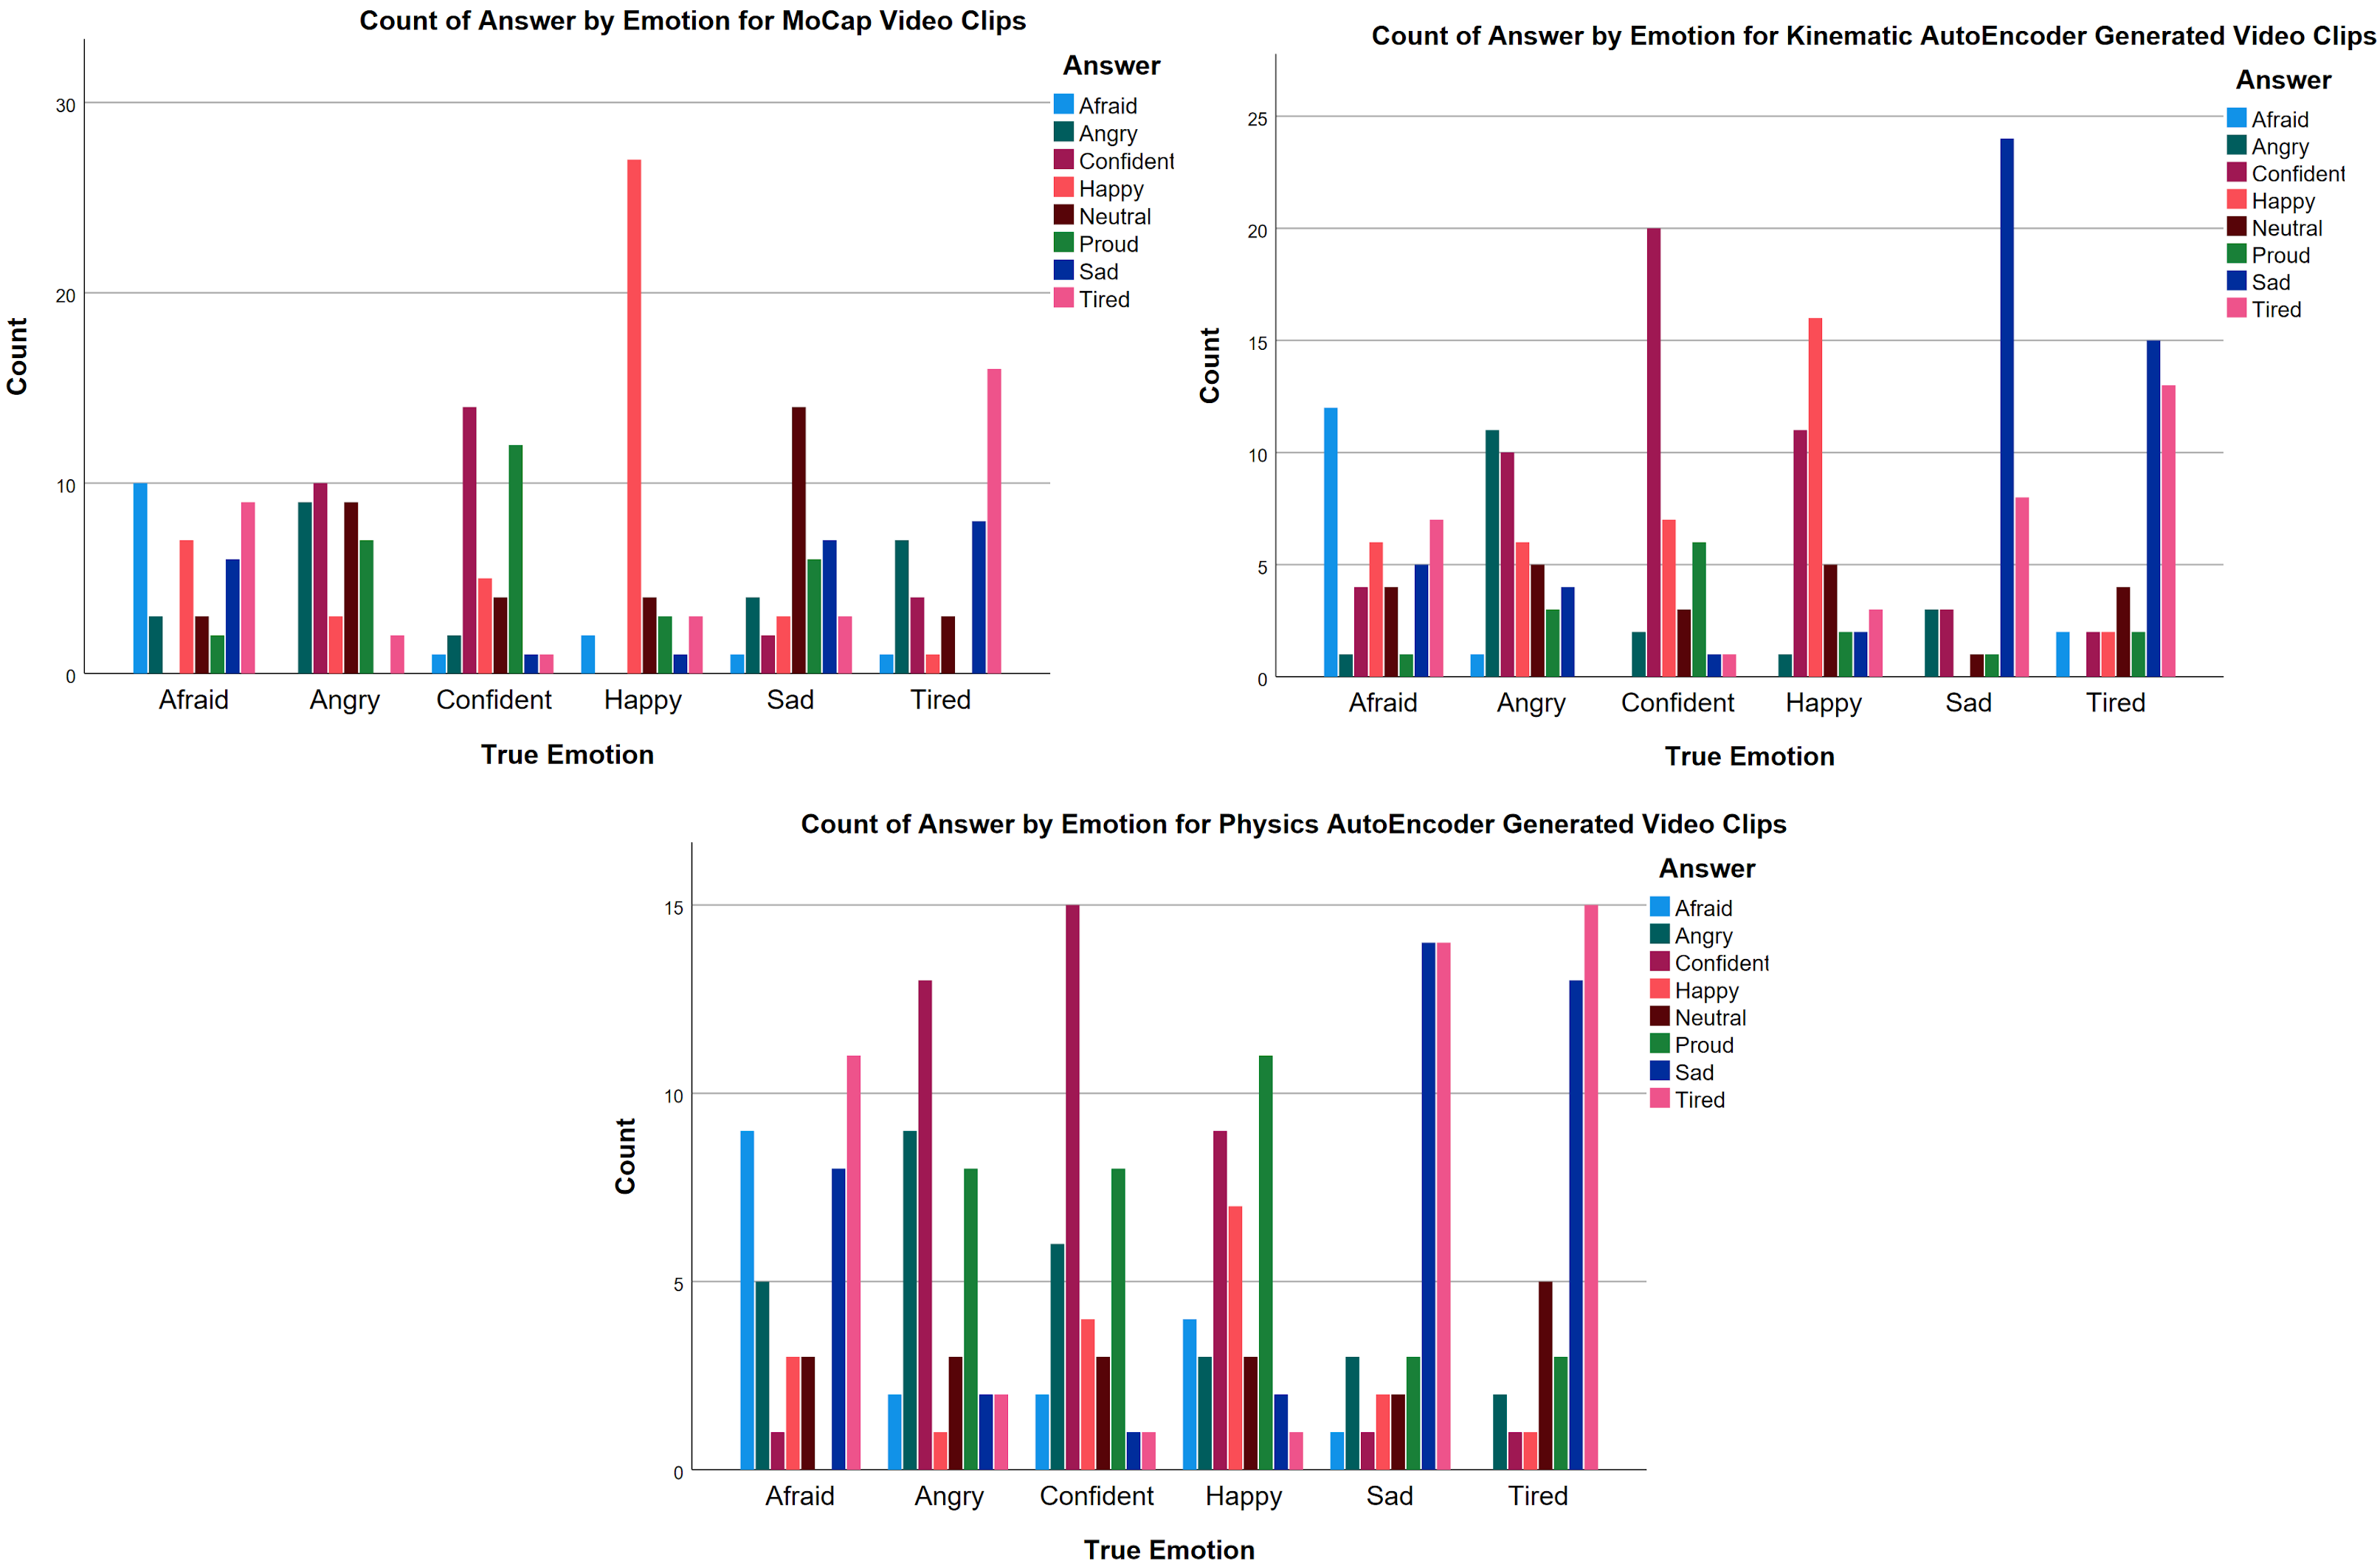 Count of Answer by Emotion for MoCap Video Clips
Count
30
20
10
0
Afraid
Angry
Confident
Happy
Sad
Tired
True Emotion
Answer
Afraid
Angry
Confident
Happy
Neutral
Proud
Sad
Tired
Count of Answer by Emotion for Kinematic AutoEncoder Generated Video Clips
Count
25
20
15
10
5
0
Afraid
Angry
Confident
Happy
Sad
Tired
True Emotion
Answer
Afraid
Angry
Confident
Happy
Neutral
Proud
Sad
Tired
Count of Answer by Emotion for Physics AutoEncoder Generated Video Clips
Count
15
10
5
0
Afraid
Angry
Confident
Happy
Sad
Tired
True Emotion
Answer
Afraid
Angry
Confident
Happy
Neutral
Proud
Sad
Tired